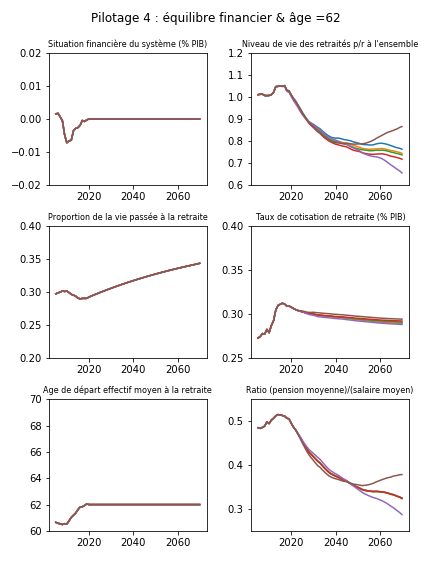 Pilotage 4 : équilibre financier & âge =62
Situation financière du système (% PIB)
0.02
0.01
0.00
−0.01
−0.02
2020 2040 2060
Niveau de vie des retraités p/r à l'ensemble
1.2
1.1
1.0
0.9
0.8
0.7
0.6
2020 2040 2060
Proportion de la vie passée à la retraite
0.40
0.35
0.30
0.25
0.20
2020 2040 2060
Taux de cotisation de retraite (% PIB)
0.40
0.35
0.30
0.25
2020 2040 2060
Age de départ effectif moyen à la retraite
70
68
66
64
62
60
2020 2040 2060
Ratio (pension moyenne)/(salaire moyen)
0.5
0.4
0.3
2020 2040 2060